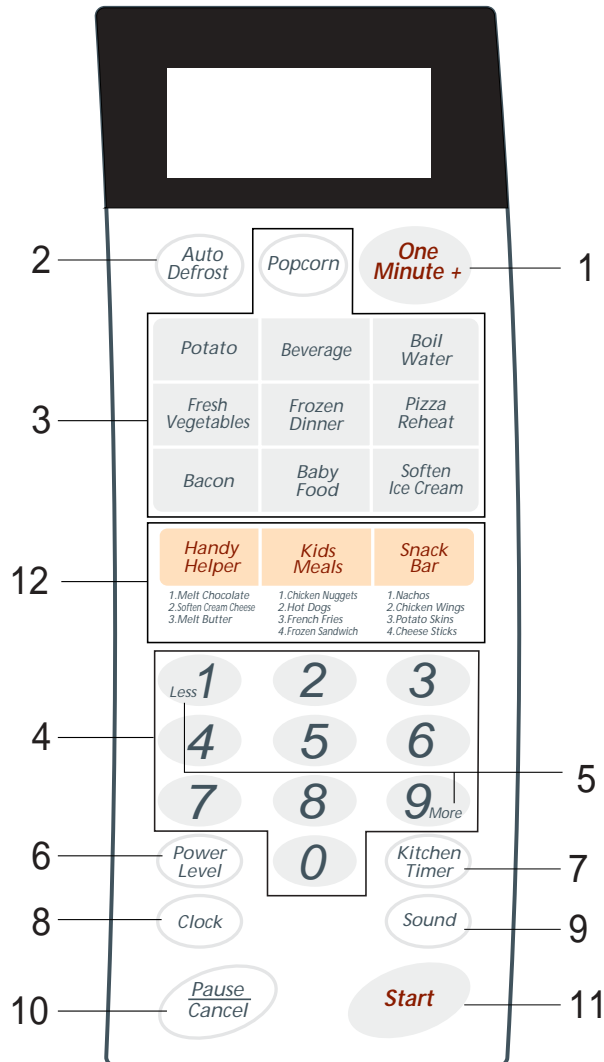 2
Auto
Defrost
Popcorn
One
Minute +
1
3
Potato
Beverage
Boil
Water
Fresh
Vegetables
Frozen
Dinner
Pizza
Reheat
Bacon
Baby
Food
Soften
Ice Cream
12
Handy
Helper
1.Melt Chocolate
2.Soften Cream Cheese
3.Melt Butter
Kids
Meals
1.Chicken Nuggets
2.Hot Dogs
3.French Fries
4.Frozen Sandwich
Snack
Bar
1.Nachos
2.Chicken Wings
3.Potato Skins
4.Cheese Sticks
4
Less 1
2
3
4
5
6
5
7
8
9 More
6
Power
Level
0
Kitchen
Timer
7
8
Clock
Sound
9
10
Pause
Cancel
Start
11